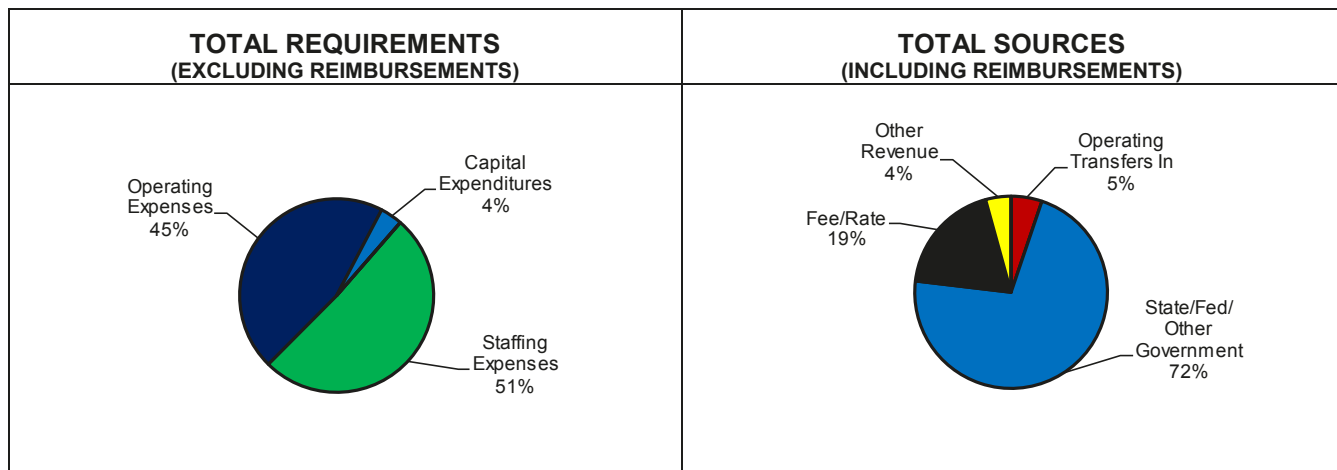 TOTAL REQUIREMENTS
(EXCLUDING REIMBURSEMENTS)
Operating
Expenses
45%
Capital
Expenditures
4%
Staffing
Expenses
51%
TOTAL SOURCES
(INCLUDING REIMBURSEMENTS)
Other
Revenue
4%
Operating
Transfers In
5%
Fee/Rate
19%
State/Fed/
Other
Government
72%